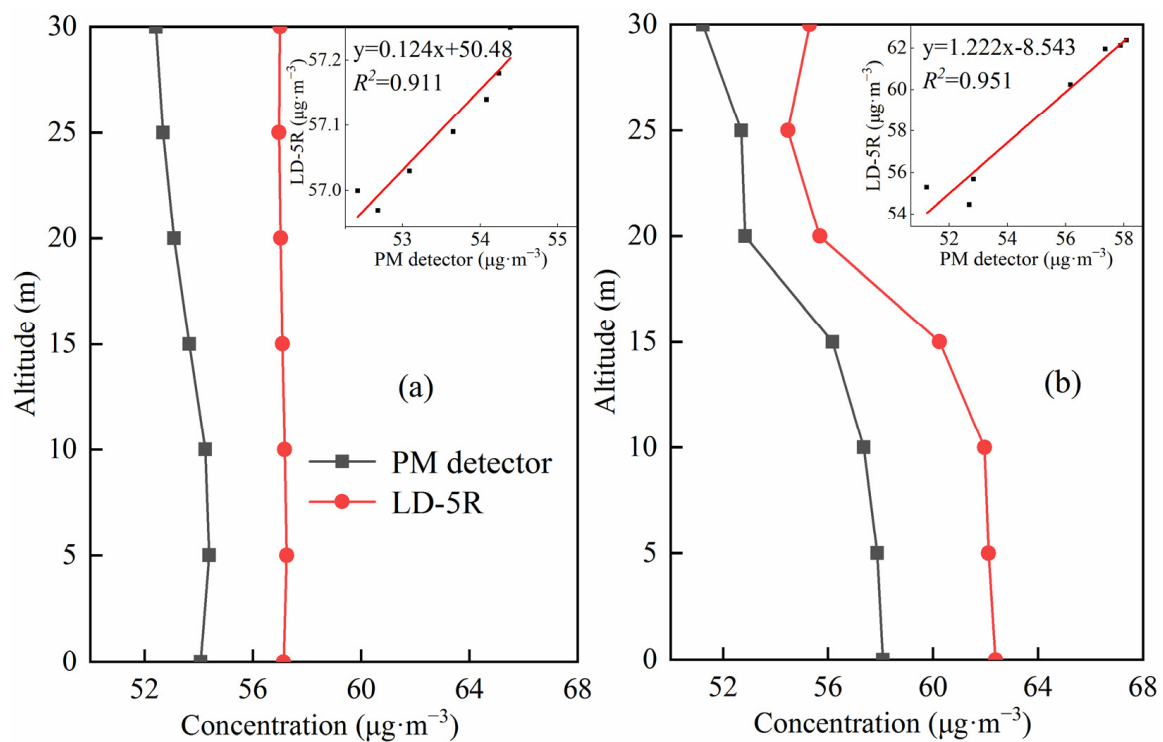 30
25
20
15
10
5
0
Altitude (m)
52
56
60
64
68
Concentration (μg·m⁻³)
(a)
PM detector
LD-5R
y=0.124x+50.48
R²=0.911
57.2
57.1
57.0
LD-5R (μg·m⁻³)
53
54
55
PM detector (μg·m⁻³)
30
25
20
15
10
5
0
Altitude (m)
52
56
60
64
68
Concentration (μg·m⁻³)
(b)
y=1.222x-8.543
R²=0.951
62
60
58
56
54
LD-5R (μg·m⁻³)
52
54
56
58
PM detector (μg·m⁻³)